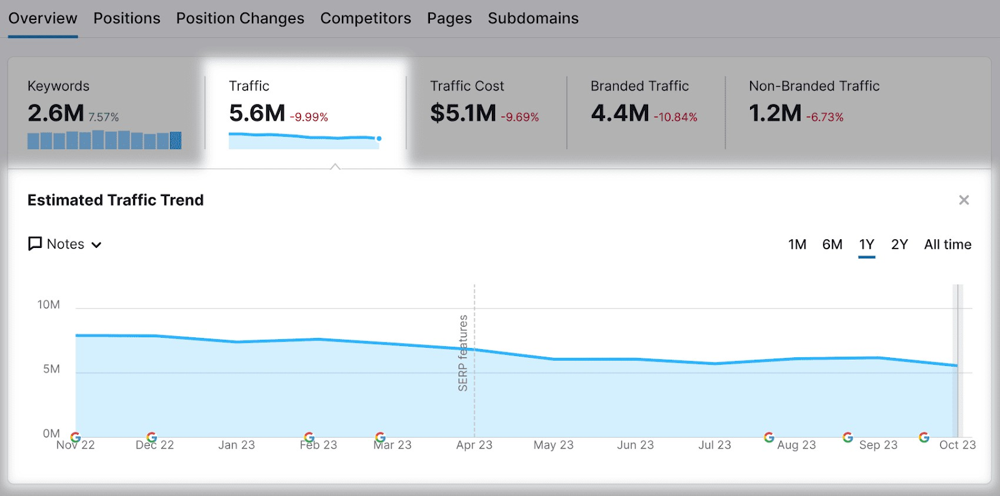 Overview Positions Position Changes Competitors Pages Subdomains
Keywords
2.6M 7.57%
Traffic
5.6M -9.99%
Traffic Cost
$5.1M -9.69%
Branded Traffic
4.4M -10.84%
Non-Branded Traffic
1.2M -6.73%
Estimated Traffic Trend
Notes
1M 6M 1Y 2Y All time
10M
5M
0M
SERP features
Nov 22 Dec 22 Jan 23 Feb 23 Mar 23 Apr 23 May 23 Jun 23 Jul 23 Aug 23 Sep 23 Oct 23